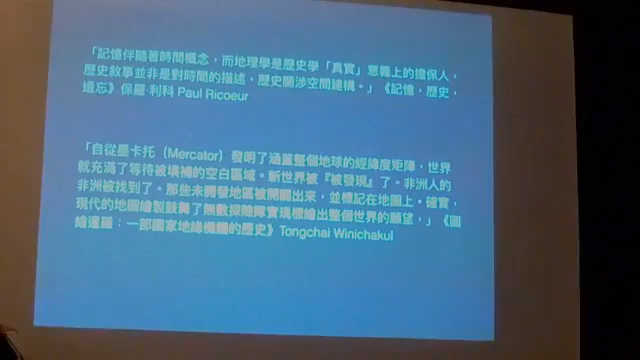 「記憶伴隨著時間概念，而地理學是歷史學「真實」意義上的擔保人，
歷史敘事並非是對時間的描述，歷史關涉空間建構。」《記憶，歷史，
遺忘》保羅·利科 Paul Ricoeur
「自從墨卡托（Mercator）發明了涵蓋整個地球的經緯度矩陣，世界
就充滿了等待被填補的空白區域。新世界被『被發現』了。非洲人的
非洲被找到了。那些未開發地區被開闢出來，並標記在地圖上。確實，
現代的地圖繪製鼓舞了無數探險隊實現標繪出整個世界的願望，」《圖
繪暹羅：一部國家地緣機體的歷史》Tongchai Winichakul